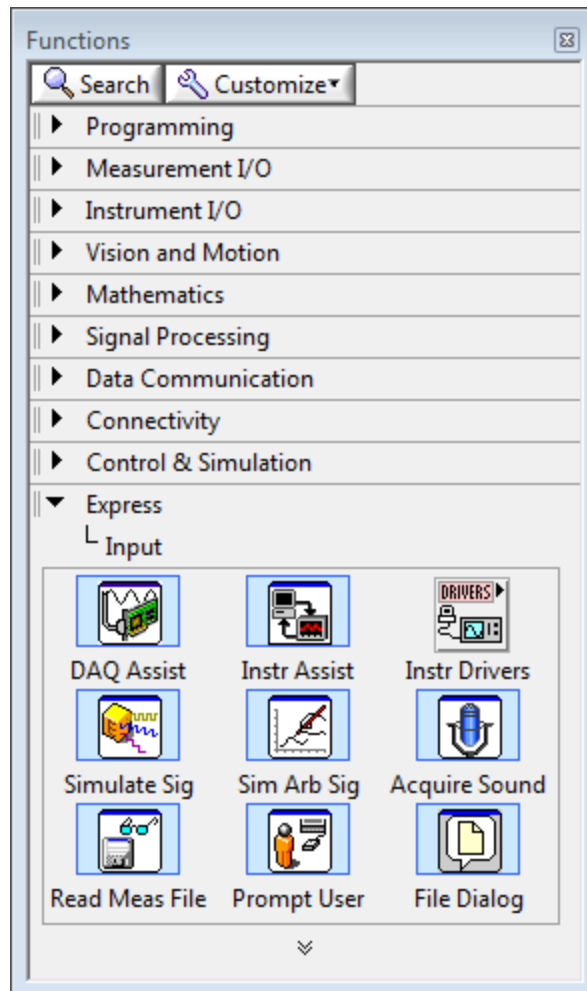 Functions
Search Customize
Programming
Measurement I/O
Instrument I/O
Vision and Motion
Mathematics
Signal Processing
Data Communication
Connectivity
Control & Simulation
Express
Input
DRIVERS
DAQ Assist Instr Assist Instr Drivers
Simulate Sig Sim Arb Sig Acquire Sound
Read Meas File Prompt User File Dialog